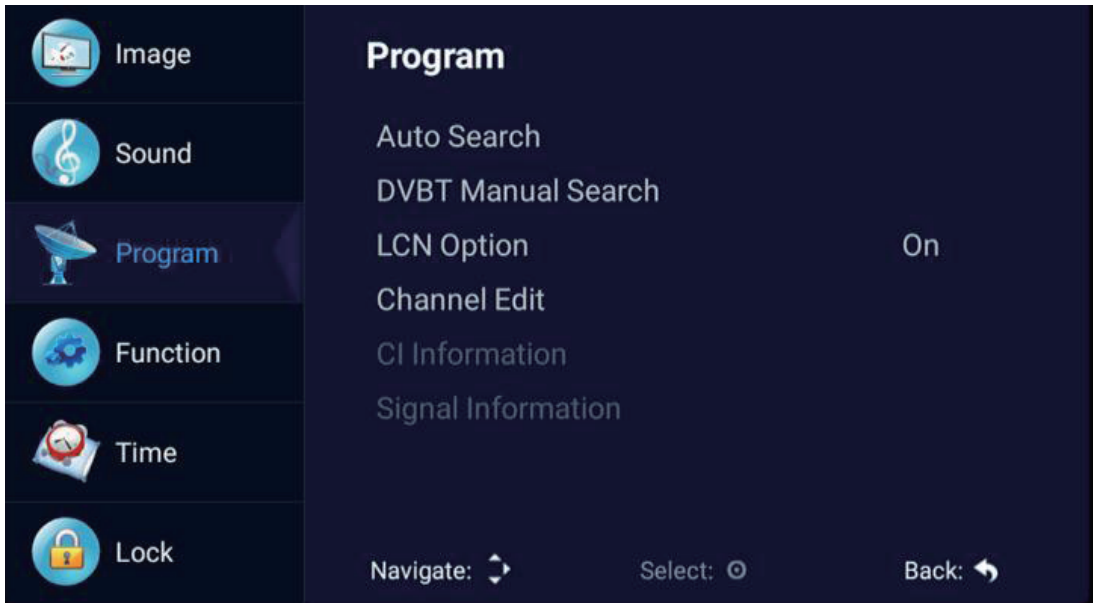 Image
Sound
Program
Function
Time
Lock
Program
Auto Search
DVBT Manual Search
LCN Option On
Channel Edit
CI Information
Signal Information
Navigate: Select: Back: